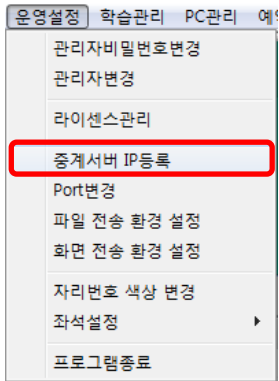 운영설정 학습관리 PC관리
관리자비밀번호변경
관리자변경
라이센스관리
중계서버 IP등록
Port변경
파일 전송 환경 설정
화면 전송 환경 설정
자리번호 색상 변경
좌석설정
프로그램종료